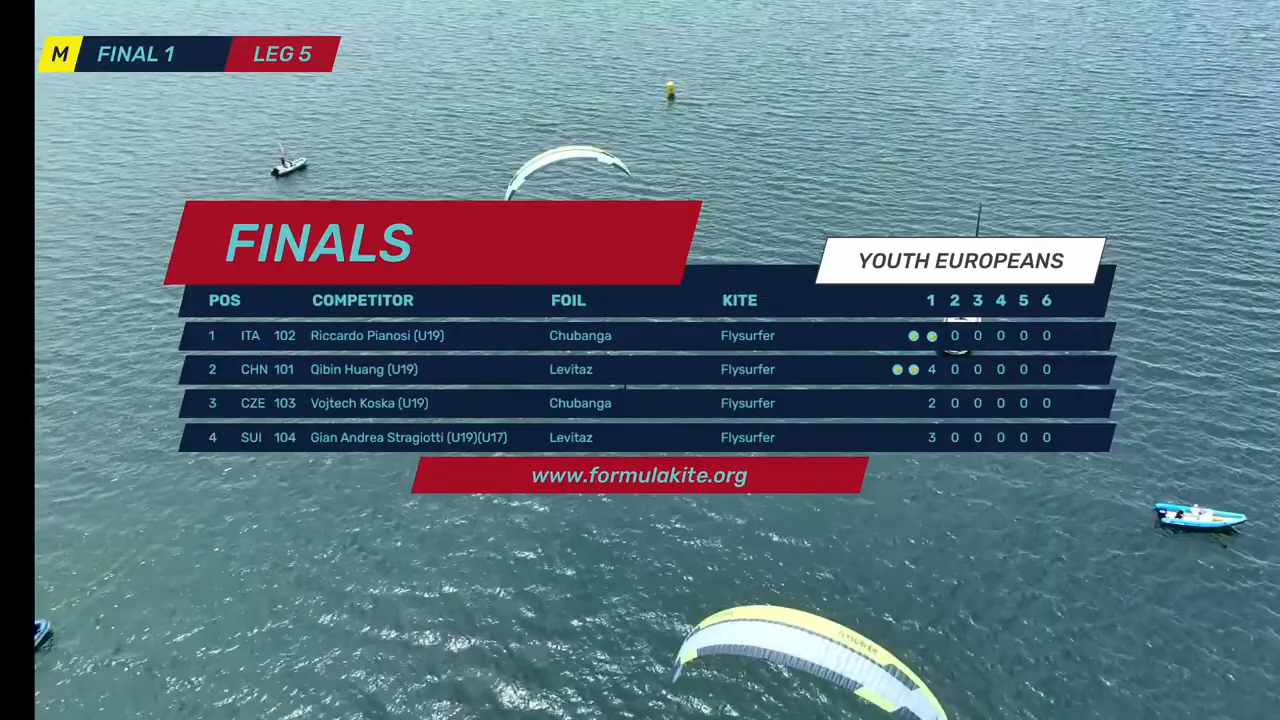 M FINAL 1 LEG 5
FINALS
YOUTH EUROPEANS
POS COMPETITOR FOIL KITE 1 2 3 4 5 6
1 ITA 102 Riccardo Pianosi (U19) Chubanga Flysurfer 0 0 0 0 0
2 CHN 101 Qibin Huang (U19) Levitaz Flysurfer 4 0 0 0 0 0
3 CZE 103 Vojtech Koska (U19) Chubanga Flysurfer 2 0 0 0 0 0
4 SUI 104 Gian Andrea Stragiotti (U19)(U17) Levitaz Flysurfer 3 0 0 0 0 0
www.formulakite.org
FLYSURFER